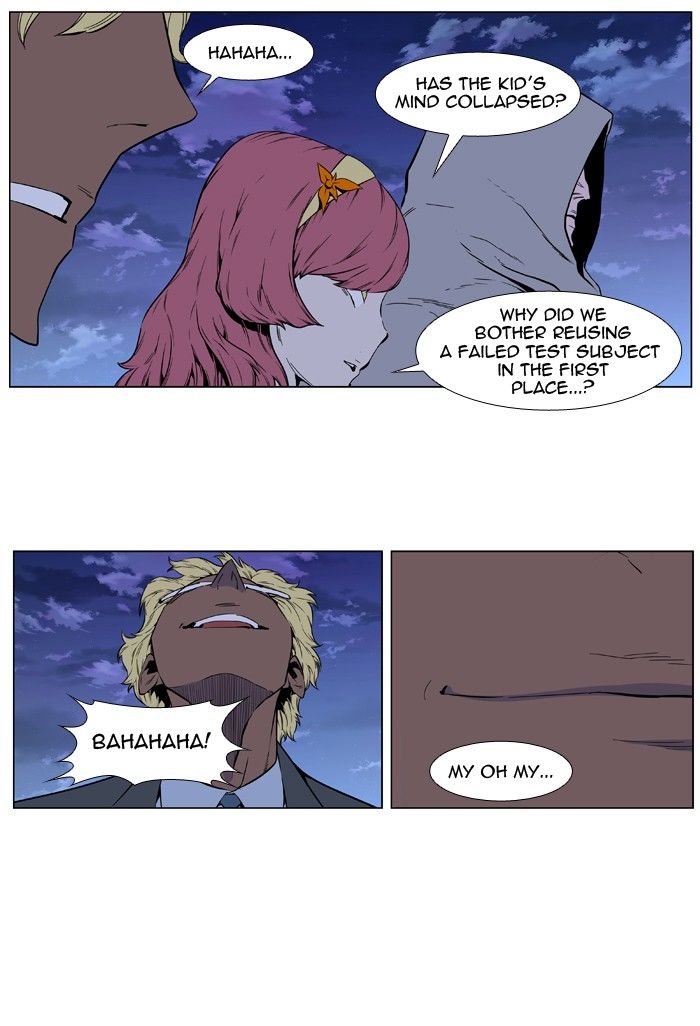 HAHAHA...
HAS THE KID'S
MIND COLLAPSED?
WHY DID WE
BOTHER REUSING
A FAILED TEST SUBJECT
IN THE FIRST
PLACE...?
BAHAHAHA!
MY OH MY...